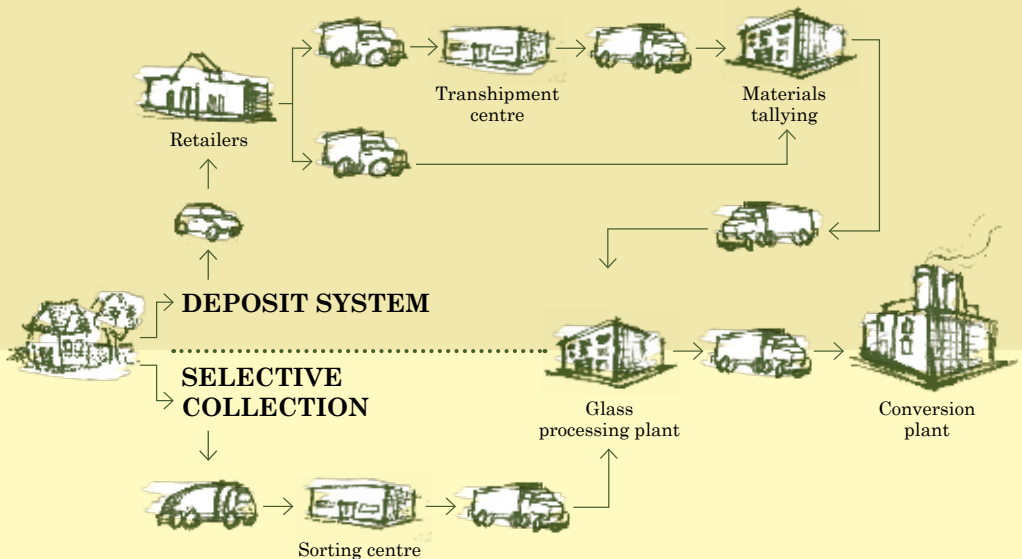 Transhipment
centre
Materials
tallying
Retailers
DEPOSIT SYSTEM
SELECTIVE
COLLECTION
Glass
processing plant
Conversion
plant
Sorting centre